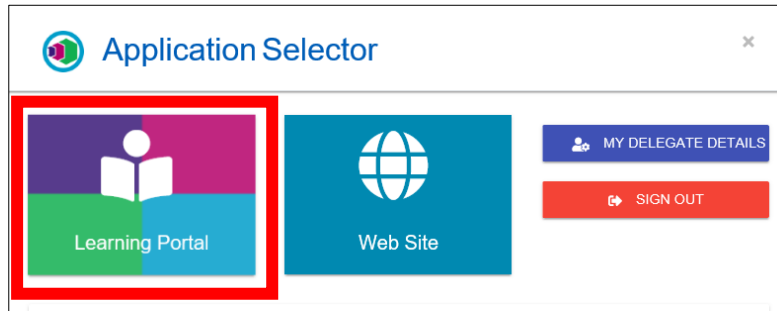 Application Selector
×
MY DELEGATE DETAILS
SIGN OUT
Learning Portal
Web Site